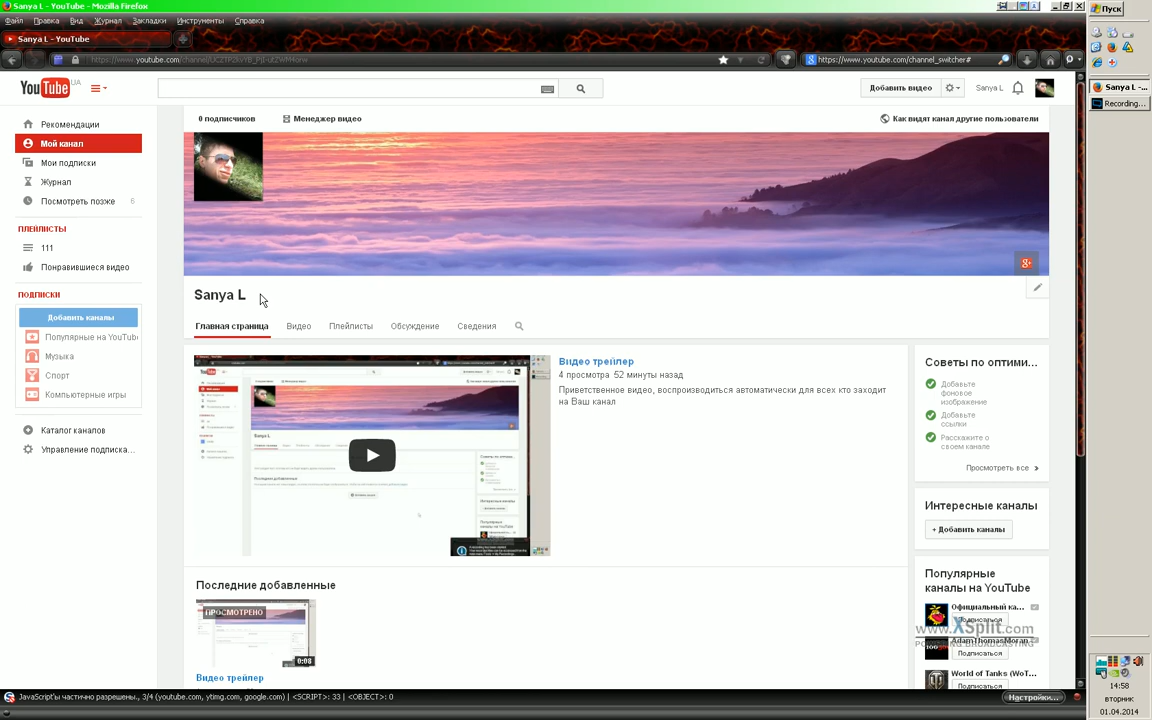 Sanya L - YouTube - Mozilla Firefox
Файл Правка Вид Журнал Закладки Инструменты Справка
Sanya L - YouTube
https://www.youtube.com/channel_switcher#
YouTube UA
Добавить видео
Sanya L
Рекомендации
Мой канал
Мои подписки
Журнал
Посмотреть позже 6
ПЛЕЙЛИСТЫ
111
Понравившиеся видео
ПОДПИСКИ
Добавить каналы
Популярные на YouTube
Музыка
Спорт
Компьютерные игры
Каталог каналов
Управление подписка...
0 подписчиков
Менеджер видео
Как видят канал другие пользователи
g+
Sanya L
Главная страница Видео Плейлисты Обсуждение Сведения
Видео трейлер
4 просмотра 52 минуты назад
Приветственное видео, воспроизводиться автоматически для всех кто заходит
на Ваш канал
Последние добавленные
ПРОСМОТРЕНО
0:08
Видео трейлер
Советы по оптими...
Добавьте
фоновое
изображение
Добавьте
ссылки
Расскажите о
своем канале
Просмотреть все
Интересные каналы
+ Добавить каналы
Популярные
каналы на YouTube
Официальный ка...
Подписаться
AdamThomasMoran
Подписаться
World of Tanks (WoT...
Подписаться
www.XSplit.com
POWERING BROADCASTING
JavaScript'ы частично разрешены., 3/4 (youtube.com, ytimg.com, google.com) | <SCRIPT>: 33 | <OBJECT>: 0
Настройки...
Пуск
Sanya L -...
Recording...
14:58
вторник
01.04.2014